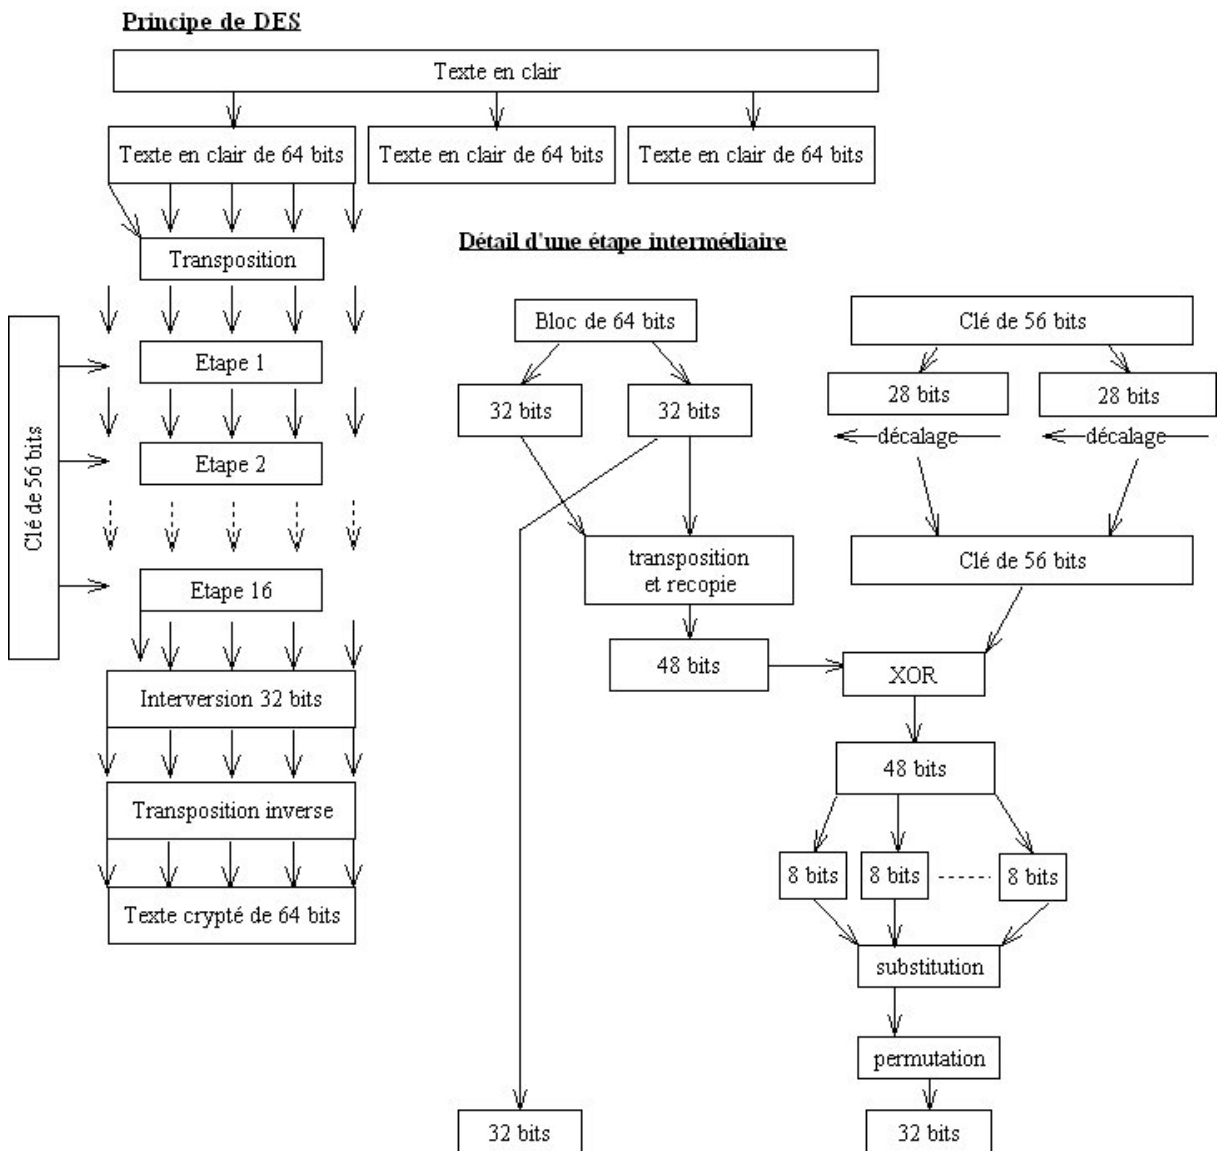 Principe de DES
Texte en clair
Texte en clair de 64 bits
Texte en clair de 64 bits
Texte en clair de 64 bits
Transposition
Clé de 56 bits
Etape 1
Etape 2
Etape 16
Interversion 32 bits
Transposition inverse
Texte crypté de 64 bits
Détail d'une étape intermédiaire
Bloc de 64 bits
Clé de 56 bits
32 bits
32 bits
28 bits
28 bits
décalage
décalage
transposition
et recopie
Clé de 56 bits
48 bits
XOR
48 bits
8 bits
8 bits
8 bits
substitution
permutation
32 bits
32 bits